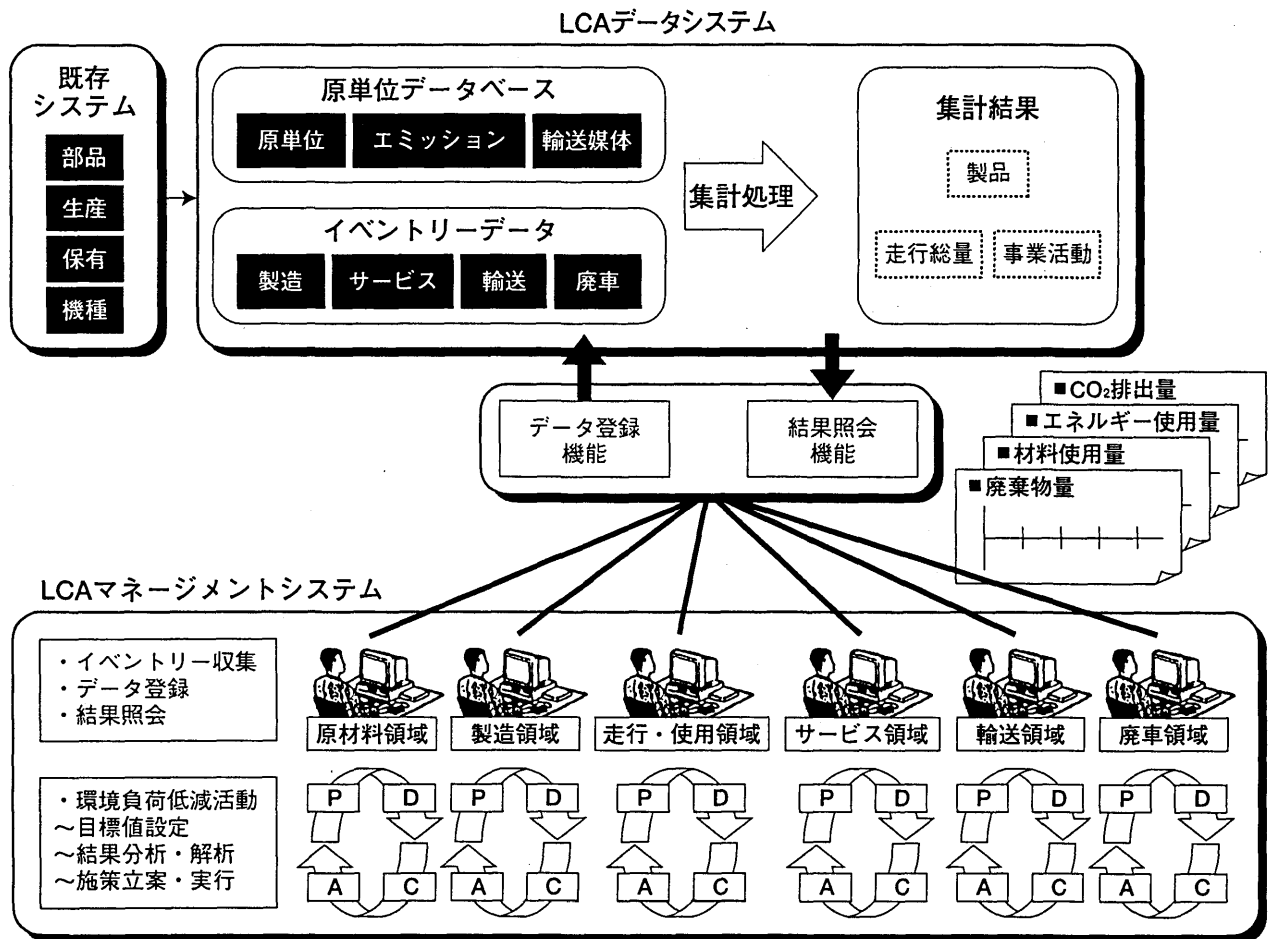 LCAデータシステム
既存
システム
部品
生産
保有
機種
原単位データベース
原単位
エミッション
輸送媒体
イベントリーデータ
製造
サービス
輸送
廃車
集計処理
集計結果
製品
走行総量
事業活動
データ登録
機能
結果照会
機能
■CO₂排出量
■エネルギー使用量
■材料使用量
■廃棄物量
LCAマネージメントシステム
・イベントリー収集
・データ登録
・結果照会
原材料領域
製造領域
走行・使用領域
サービス領域
輸送領域
廃車領域
・環境負荷低減活動
～目標値設定
～結果分析・解析
～施策立案・実行
P D P D P D P D P D P D
A C A C A C A C A C A C